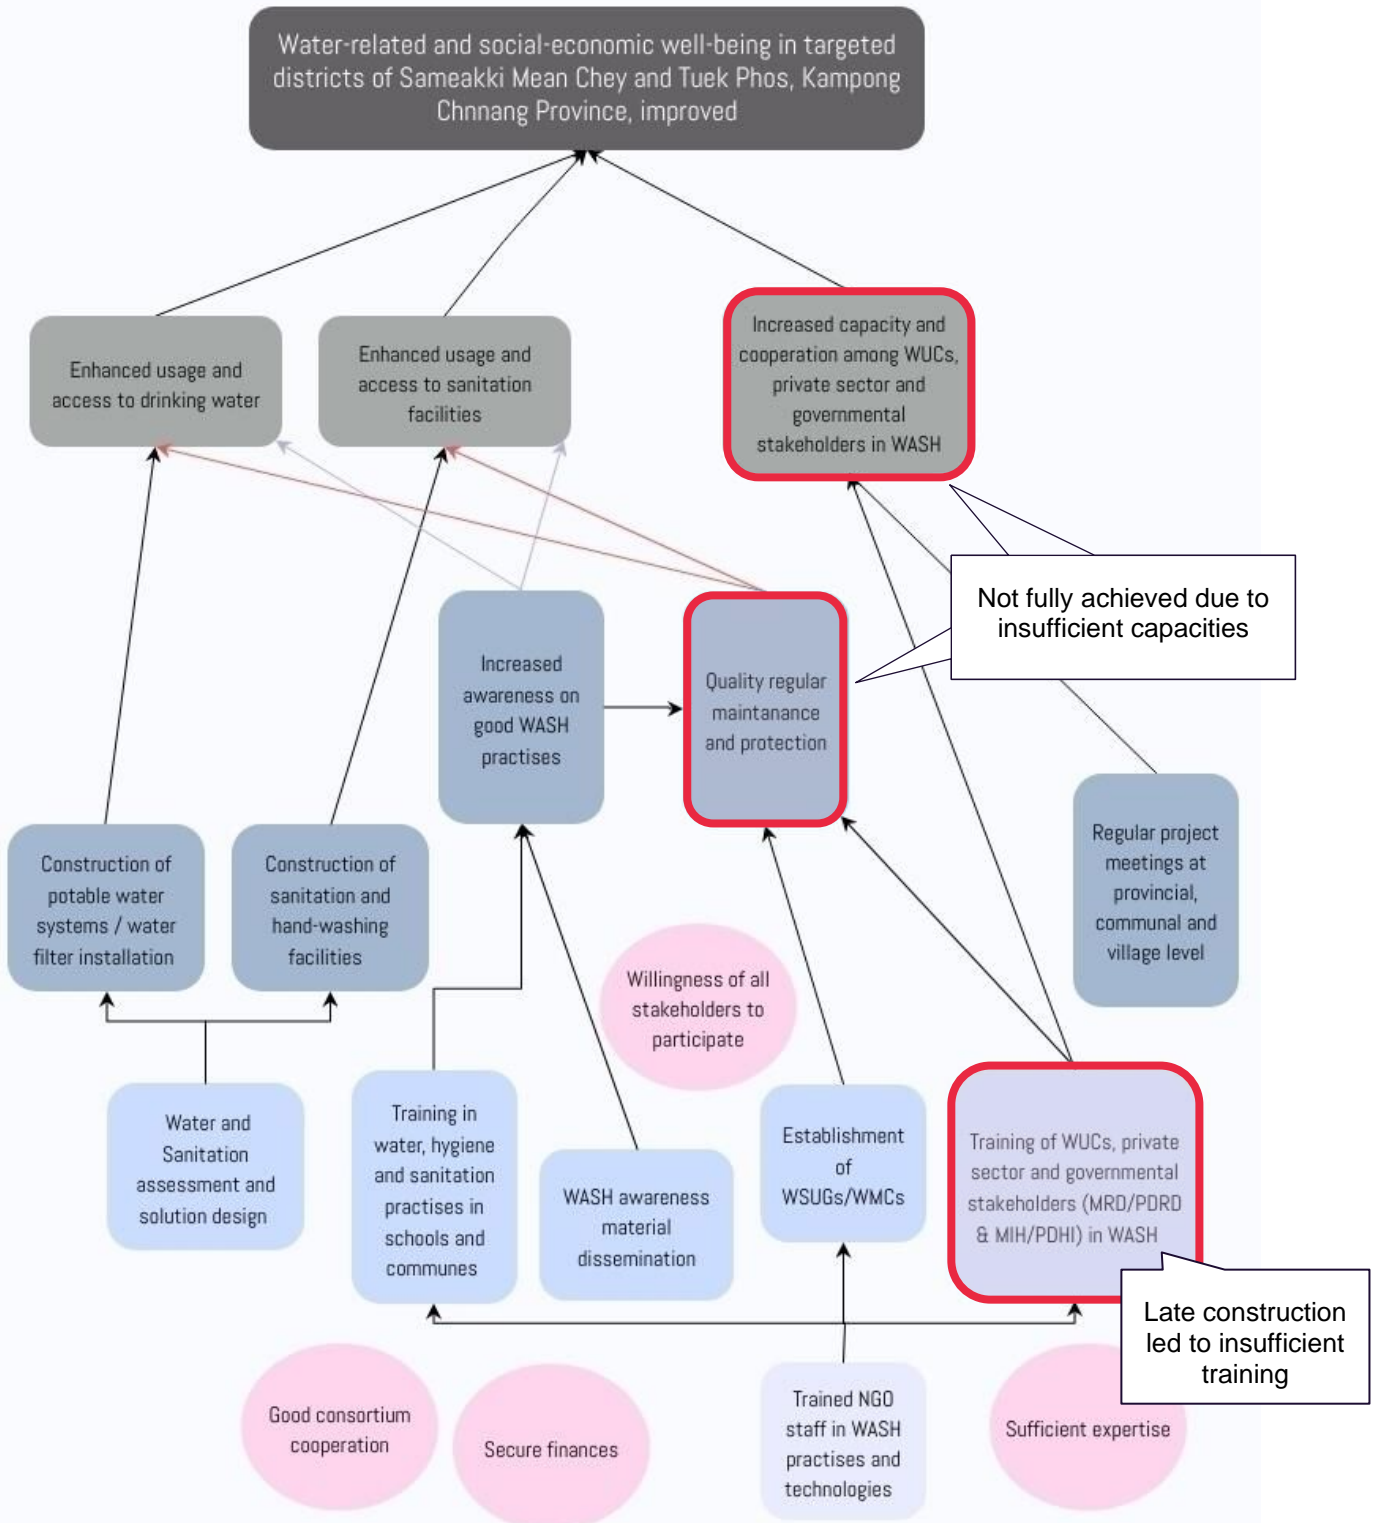 Water-related and social-economic well-being in targeted
districts of Sameakki Mean Chey and Tuek Phos, Kampong
Chnnang Province, improved
Enhanced usage and
access to drinking water
Enhanced usage and
access to sanitation
facilities
Increased capacity and
cooperation among WUCs,
private sector and
governmental
stakeholders in WASH
Not fully achieved due to
insufficient capacities
Increased
awareness on
good WASH
practises
Quality regular
maintanance
and protection
Construction of
potable water
systems / water
filter installation
Construction of
sanitation and
hand-washing
facilities
Regular project
meetings at
provincial,
communal and
village level
Willingness of all
stakeholders to
participate
Water and
Sanitation
assessment and
solution design
Training in
water, hygiene
and sanitation
practises in
schools and
communes
WASH awareness
material
dissemination
Establishment
of
WSUGs/WMCs
Training of WUCs, private
sector and governmental
stakeholders (MRD/PDRD
& MIH/PDHI) in WASH
Late construction
led to insufficient
training
Good consortium
cooperation
Secure finances
Trained NGO
staff in WASH
practises and
technologies
Sufficient expertise